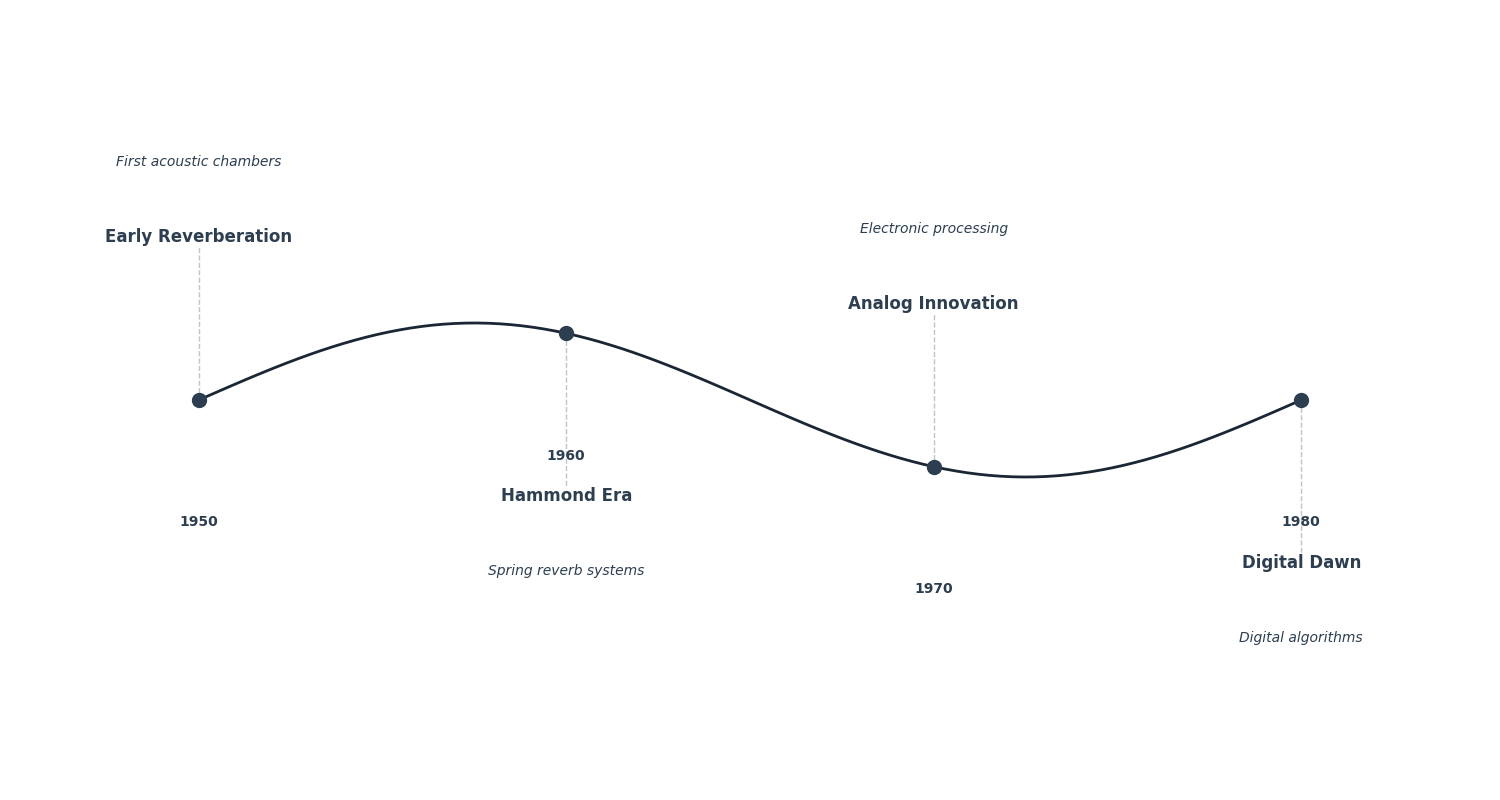 First acoustic chambers
Early Reverberation
1950
1960
Hammond Era
Spring reverb systems
Electronic processing
Analog Innovation
1970
1980
Digital Dawn
Digital algorithms